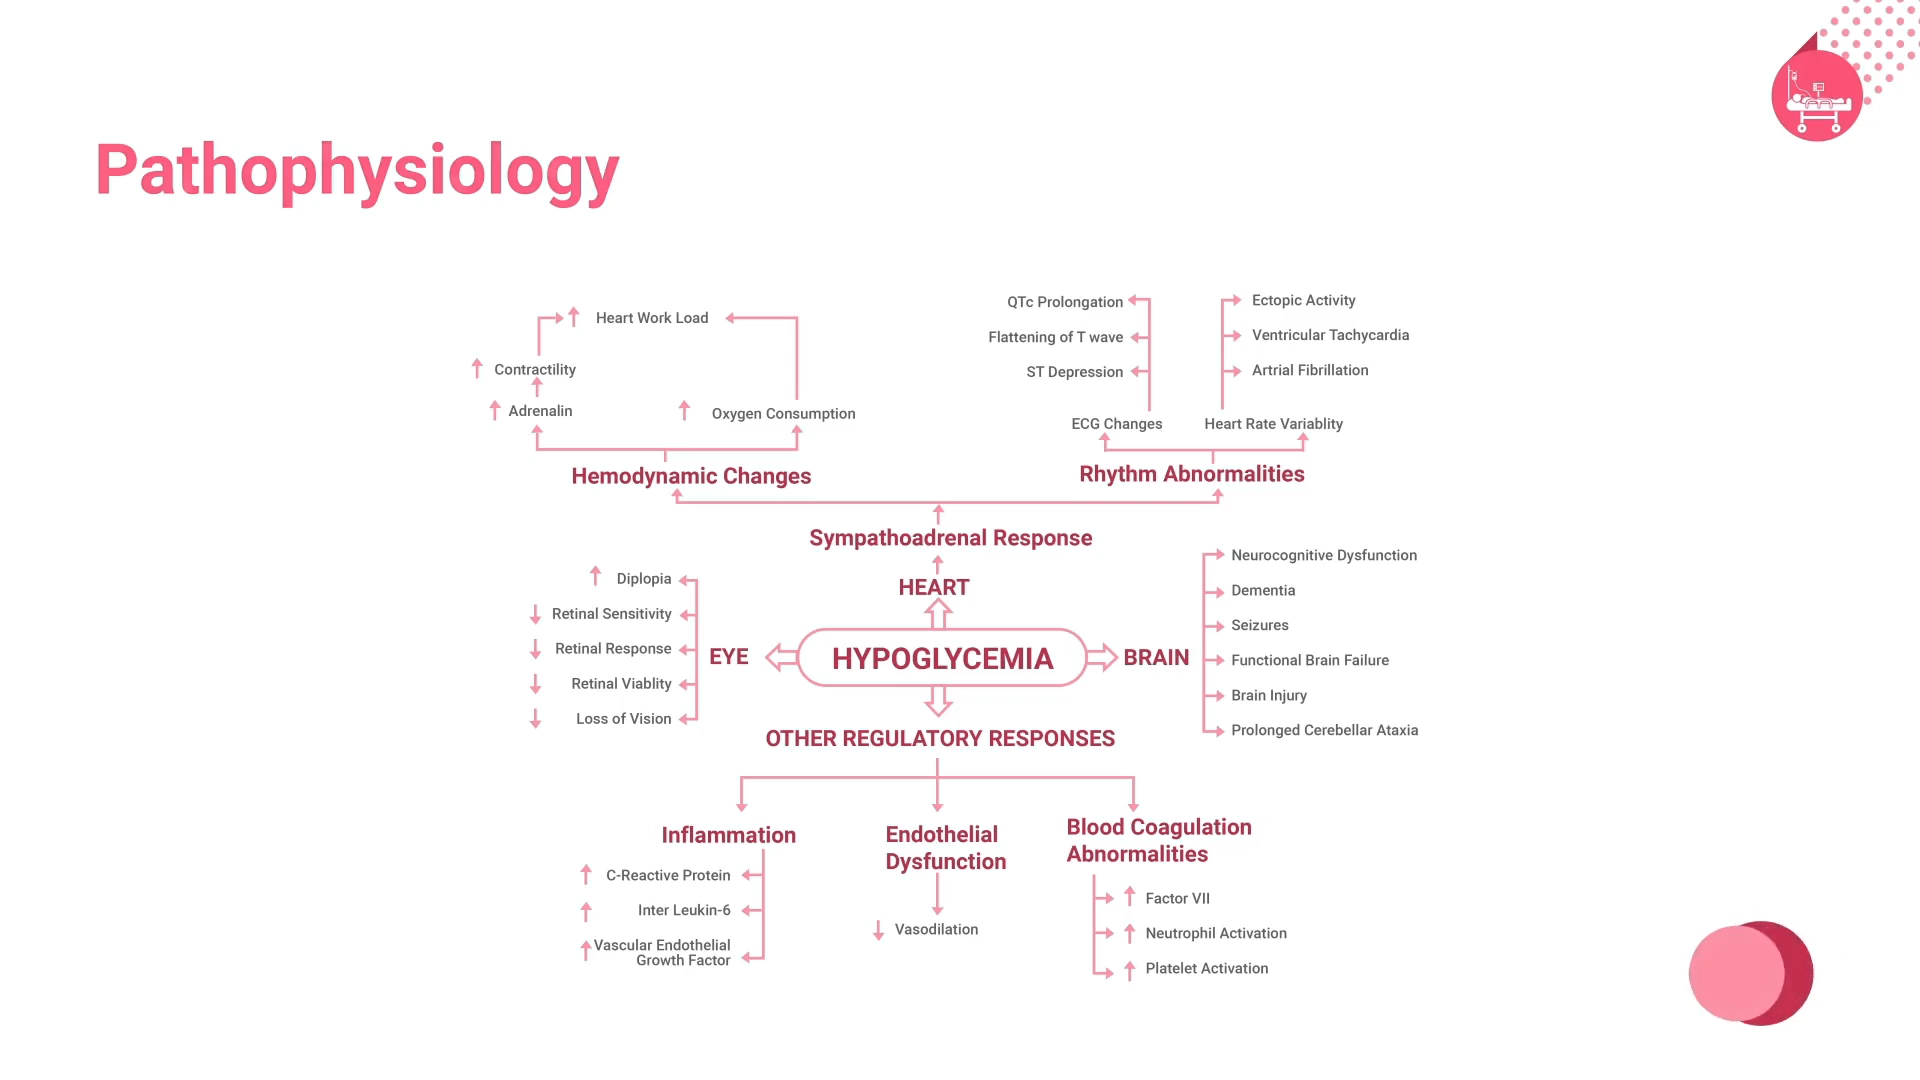 Pathophysiology
Heart Work Load
Contractility
Adrenalin
Oxygen Consumption
Hemodynamic Changes
QTc Prolongation
Flattening of T wave
ST Depression
ECG Changes
Ectopic Activity
Ventricular Tachycardia
Artrial Fibrillation
Heart Rate Variablity
Rhythm Abnormalities
Sympathoadrenal Response
HEART
Diplopia
Retinal Sensitivity
Retinal Response
Retinal Viablity
Loss of Vision
EYE
HYPOGLYCEMIA
BRAIN
Neurocognitive Dysfunction
Dementia
Seizures
Functional Brain Failure
Brain Injury
Prolonged Cerebellar Ataxia
OTHER REGULATORY RESPONSES
Inflammation
C-Reactive Protein
Inter Leukin-6
Vascular Endothelial
Growth Factor
Endothelial
Dysfunction
Vasodilation
Blood Coagulation
Abnormalities
Factor VII
Neutrophil Activation
Platelet Activation